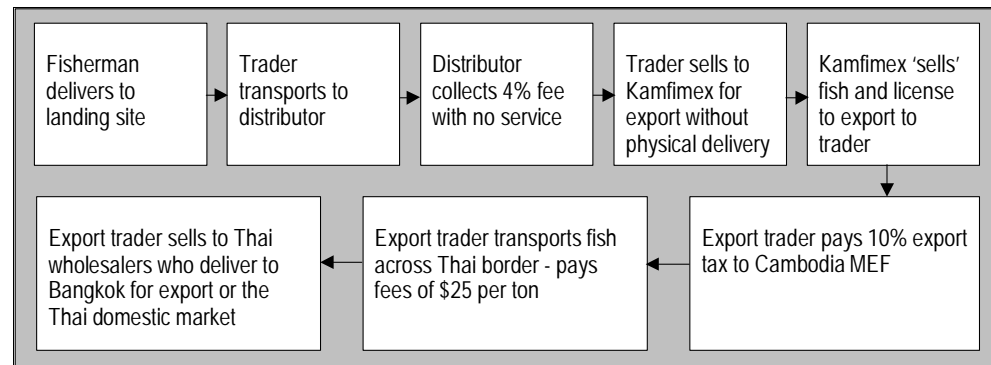 Fisherman
delivers to
landing site
Trader
transports to
distributor
Distributor
collects 4% fee
with no service
Trader sells to
Kamfimex for
export without
physical delivery
Kamfimex ‘sells’
fish and license
to export to
trader
Export trader pays 10% export
tax to Cambodia MEF
Export trader transports fish
across Thai border - pays
fees of $25 per ton
Export trader sells to Thai
wholesalers who deliver to
Bangkok for export or the
Thai domestic market